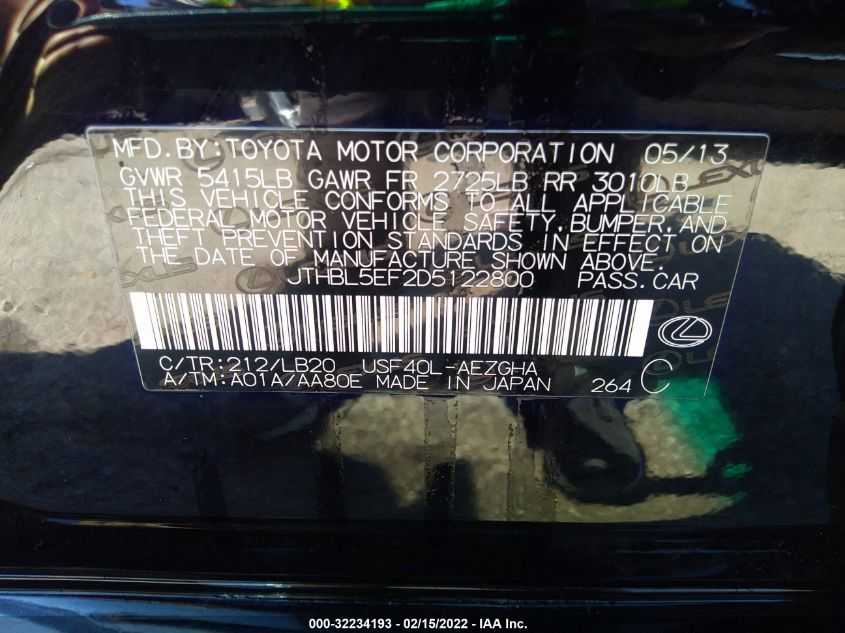 MFD.BY:TOYOTA MOTOR CORPORATION 05/13
GVWR 5415LB GAWR FR 2725LB RR 3010LB
THIS VEHICLE CONFORMS TO ALL APPLICABLE
FEDERAL MOTOR VEHICLE SAFETY,BUMPER,AND
THEFT PREVENTION STANDARDS IN EFFECT ON
THE DATE OF MANUFACTURE SHOWN ABOVE.
JTHBL5EF2D5122800 PASS.CAR
C/TR:212/LB20 USF40L-AEZGHA
A/TM:A01A/AA80E MADE IN JAPAN 264 C
000-32234193 - 02/15/2022 - IAA Inc.